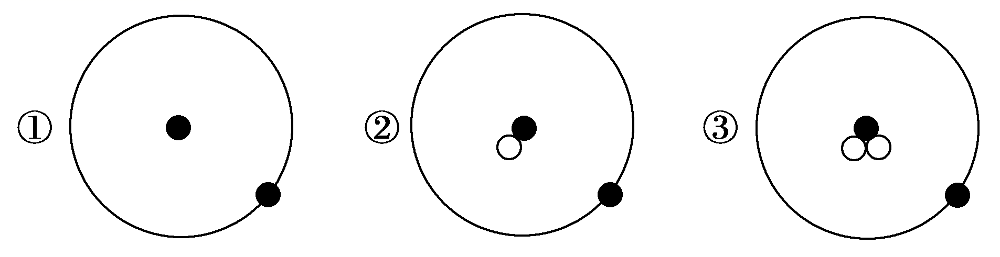 ① ② ③